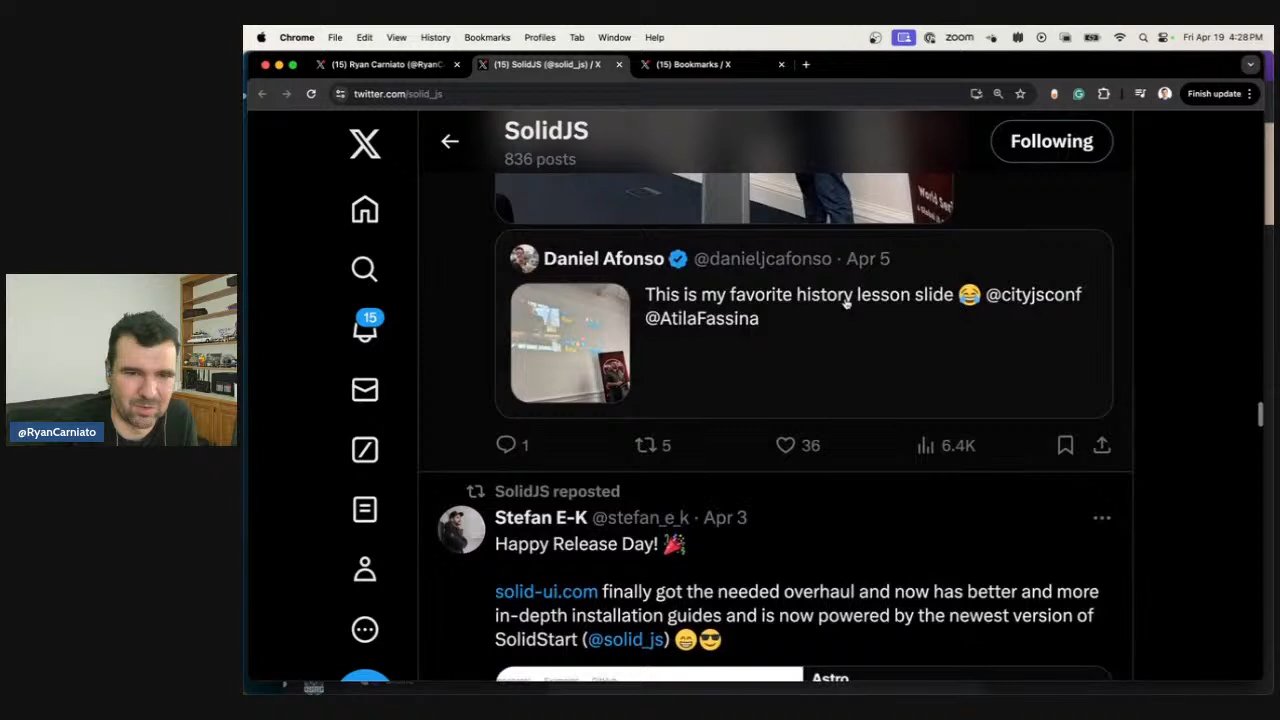 Chrome File Edit View History Bookmarks Profiles Tab Window Help zoom Fri Apr 19 4:28 PM
(15) Ryan Carniato (@RyanC (15) SolidJS (@solid_js) / X (15) Bookmarks / X
twitter.com/solid_js Finish update
SolidJS
836 posts
Following
World Ser
Daniel Afonso @danieljcafonso · Apr 5
This is my favorite history lesson slide 😂 @cityjsconf
@AtilaFassina
15
@RyanCarniato
1 5 36 6.4K
SolidJS reposted
Stefan E-K @stefan_e_k · Apr 3
Happy Release Day! 🎉
solid-ui.com finally got the needed overhaul and now has better and more
in-depth installation guides and is now powered by the newest version of
SolidStart (@solid_js) 😁😎
Astro